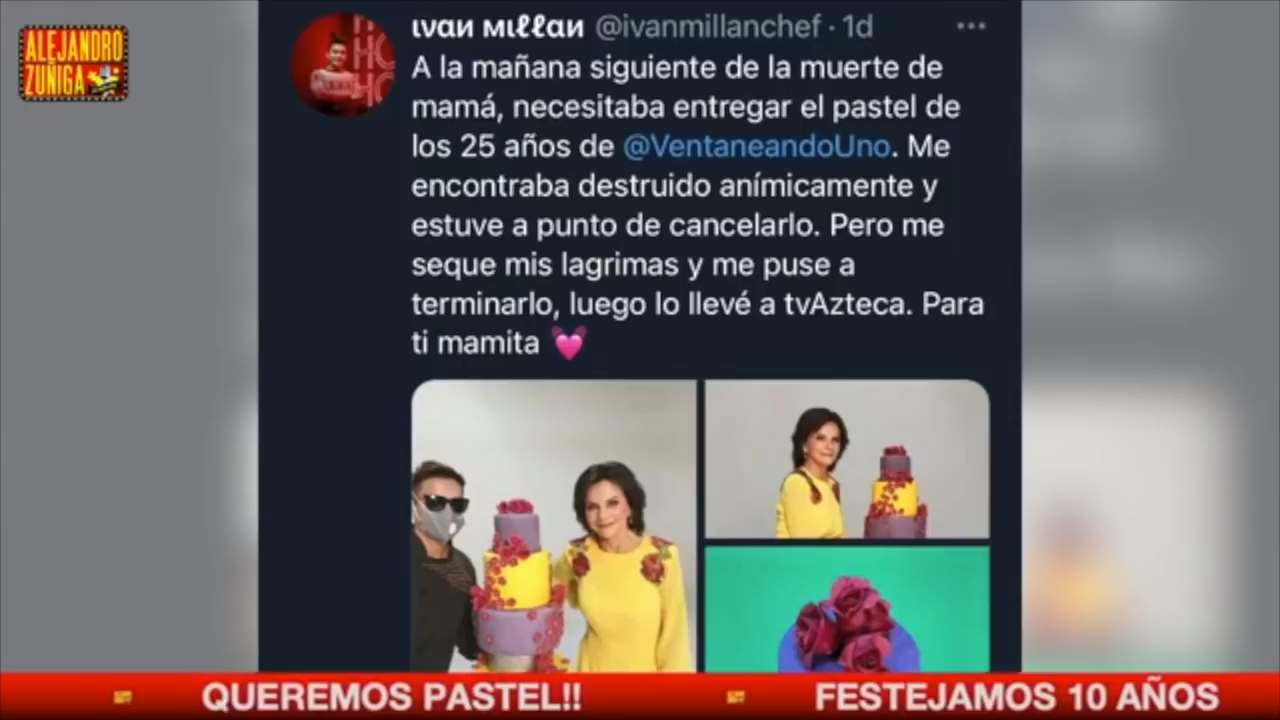 ALEJANDRO
ZUÑIGA
ιναи мιℓℓαи @ivanmillanchef · 1d
A la mañana siguiente de la muerte de
mamá, necesitaba entregar el pastel de
los 25 años de @VentaneandoUno. Me
encontraba destruido anímicamente y
estuve a punto de cancelarlo. Pero me
seque mis lagrimas y me puse a
terminarlo, luego lo llevé a tvAzteca. Para
ti mamita 💓
QUEREMOS PASTEL!! FESTEJAMOS 10 AÑOS